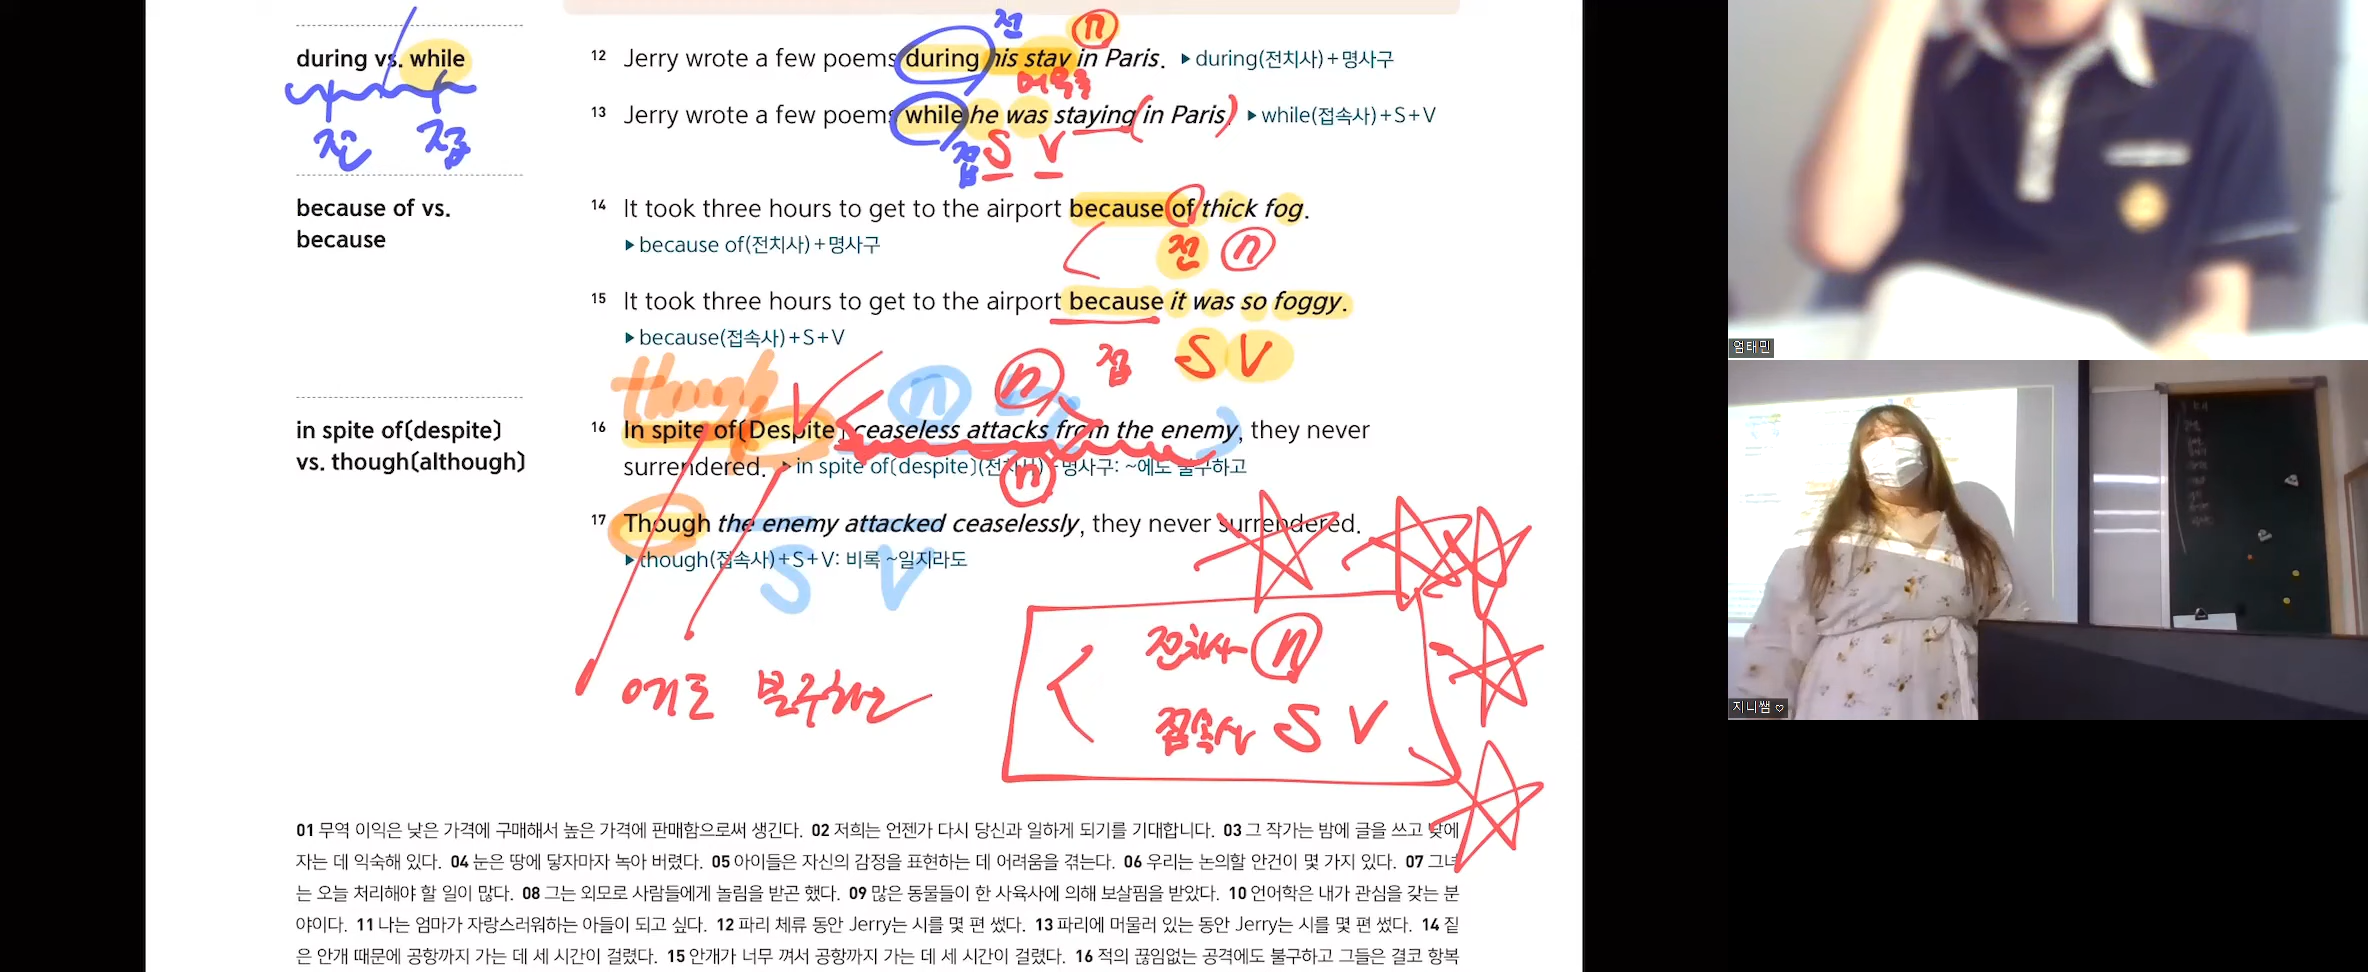 전 n
during vs. while
12 Jerry wrote a few poems during his stay in Paris. ▶ during(전치사)+명사구
머묾을
13 Jerry wrote a few poems while he was staying in Paris ▶ while(접속사)+S+V
전 접
접 S V
because of vs.
because
14 It took three hours to get to the airport because of thick fog.
▶ because of(전치사)+명사구
전 n
15 It took three hours to get to the airport because it was so foggy.
▶ because(접속사)+S+V
접 S V
though n n
in spite of(despite)
vs. though(although)
16 In spite of(Despite) ceaseless attacks from the enemy, they never
surrendered. ▶ in spite of(despite)(전치사)+명사구: ~에도 불구하고
n
17 Though the enemy attacked ceaselessly, they never surrendered.
▶ though(접속사)+S+V: 비록 ~일지라도
S V
에도 불구하고
전치사 n
접속사 S V
01 무역 이익은 낮은 가격에 구매해서 높은 가격에 판매함으로써 생긴다. 02 저희는 언젠가 다시 당신과 일하게 되기를 기대합니다. 03 그 작가는 밤에 글을 쓰고 낮에
자는 데 익숙해 있다. 04 눈은 땅에 닿자마자 녹아 버렸다. 05 아이들은 자신의 감정을 표현하는 데 어려움을 겪는다. 06 우리는 논의할 안건이 몇 가지 있다. 07 그녀
는 오늘 처리해야 할 일이 많다. 08 그는 외모로 사람들에게 놀림을 받곤 했다. 09 많은 동물들이 한 사육사에 의해 보살핌을 받았다. 10 언어학은 내가 관심을 갖는 분
야이다. 11 나는 엄마가 자랑스러워하는 아들이 되고 싶다. 12 파리 체류 동안 Jerry는 시를 몇 편 썼다. 13 파리에 머물러 있는 동안 Jerry는 시를 몇 편 썼다. 14 짙
은 안개 때문에 공항까지 가는 데 세 시간이 걸렸다. 15 안개가 너무 껴서 공항까지 가는 데 세 시간이 걸렸다. 16 적의 끊임없는 공격에도 불구하고 그들은 결코 항복
엄태민
지니쌤 ♡